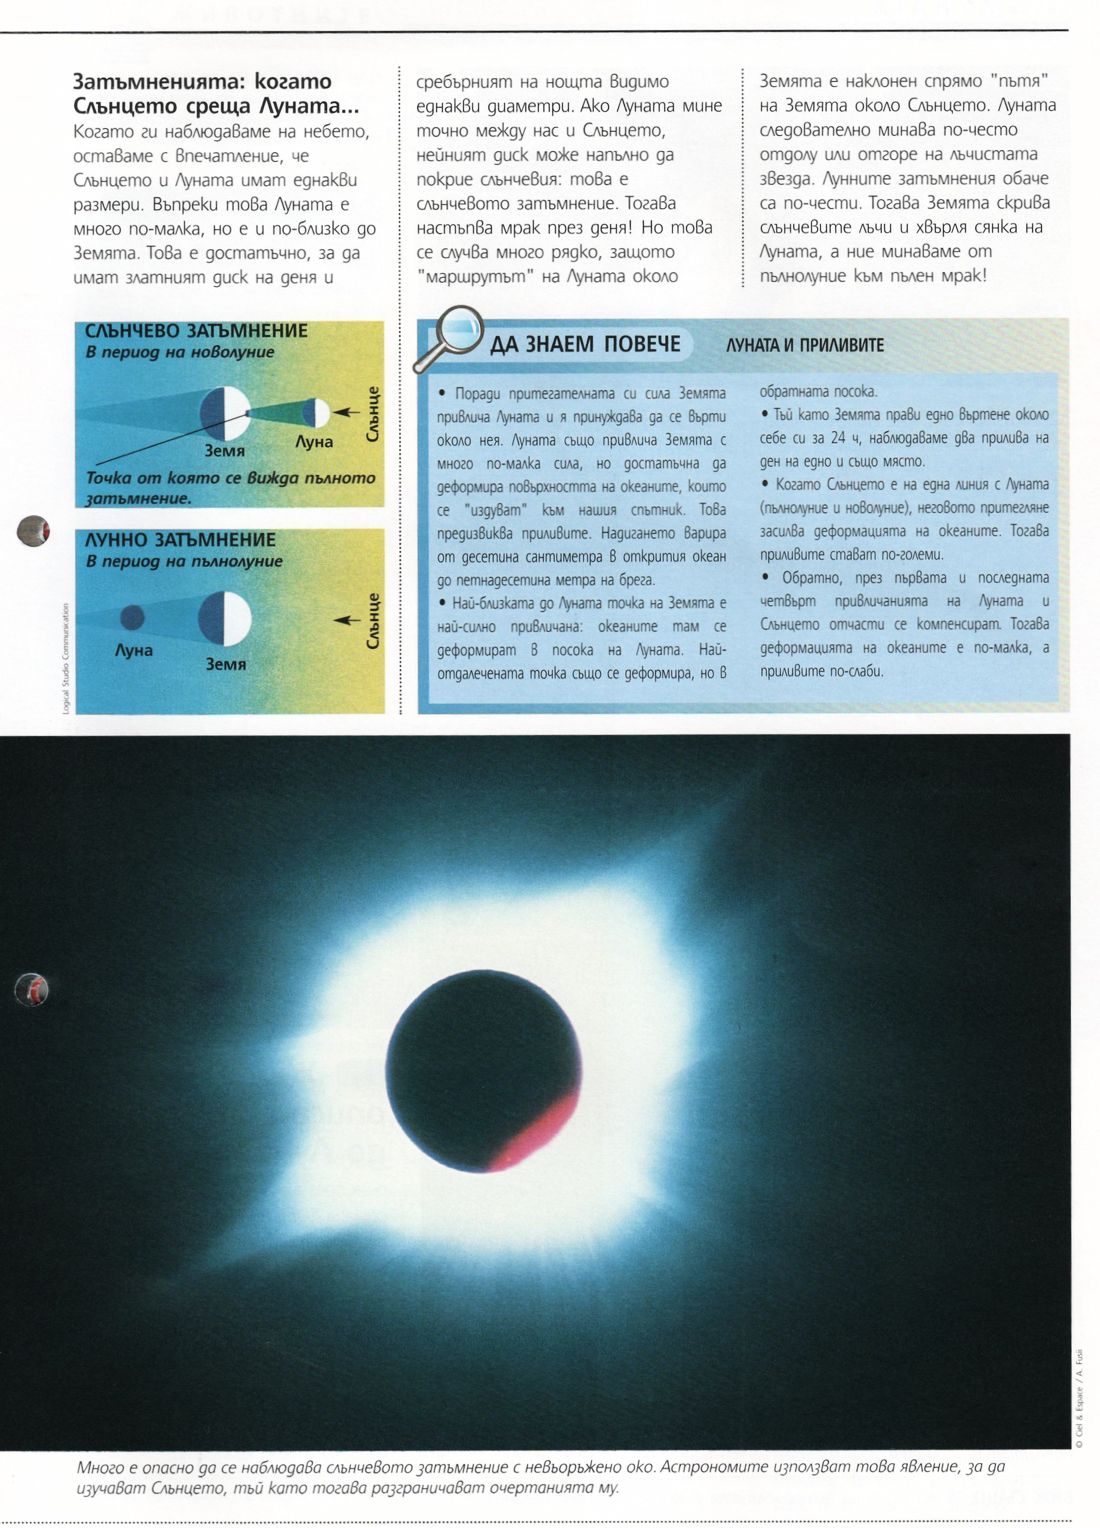 Затъмненията: когато
Слънцето среща Луната...
Когато ги наблюдаваме на небето,
оставаме с впечатление, че
Слънцето и Луната имат еднакви
размери. Въпреки това Луната е
много по-малка, но е и по-близко до
Земята. Това е достатъчно, за да
имат златният диск на деня и
сребърният на нощта видимо
еднакви диаметри. Ако Луната мине
точно между нас и Слънцето,
нейният диск може напълно да
покрие слънчевия: това е
слънчевото затъмнение. Тогава
настъпва мрак през деня! Но това
се случва много рядко, защото
"маршрутът" на Луната около
Земята е наклонен спрямо "пътя"
на Земята около Слънцето. Луната
следователно минава по-често
отдолу или отгоре на лъчистата
звезда. Лунните затъмнения обаче
са по-чести. Тогава Земята скрива
слънчевите лъчи и хвърля сянка на
Луната, а ние минаваме от
пълнолуние към пълен мрак!
СЛЪНЧЕВО ЗАТЪМНЕНИЕ
В период на новолуние
Земя
Луна
Слънце
Точка от която се вижда пълното
затъмнение.
ЛУННО ЗАТЪМНЕНИЕ
В период на пълнолуние
Луна
Земя
Слънце
Logical Studio Communication
ДА ЗНАЕМ ПОВЕЧЕ
ЛУНАТА И ПРИЛИВИТЕ
• Поради притегателната си сила Земята
привлича Луната и я принуждава да се върти
около нея. Луната също привлича Земята с
много по-малка сила, но достатъчна да
деформира повърхността на океаните, които
се "издуват" към нашия спътник. Това
предизвиква приливите. Надигането варира
от десетина сантиметра в открития океан
до петнадесетина метра на брега.
• Най-близката до Луната точка на Земята е
най-силно привличана: океаните там се
деформират в посока на Луната. Най-
отдалечената точка също се деформира, но в
обратната посока.
• Тъй като Земята прави едно въртене около
себе си за 24 ч, наблюдаваме два прилива на
ден на едно и също място.
• Когато Слънцето е на една линия с Луната
(пълнолуние и новолуние), неговото притегляне
засилва деформацията на океаните. Тогава
приливите стават по-големи.
• Обратно, през първата и последната
четвърт привличанията на Луната и
Слънцето отчасти се компенсират. Тогава
деформацията на океаните е по-малка, а
приливите по-слаби.
© Ciel & Espace / A. Fusii
Много е опасно да се наблюдава слънчевото затъмнение с невъоръжено око. Астрономите използват това явление, за да
изучават Слънцето, тъй като тогава разграничават очертанията му.